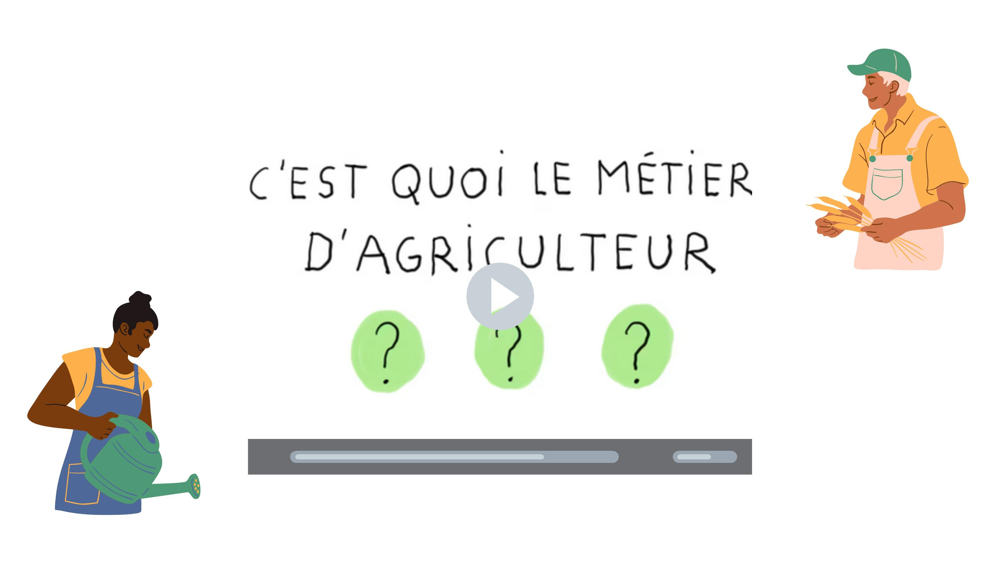 C'EST QUOI LE MÉTIER
D'AGRICULTEUR
? ? ?